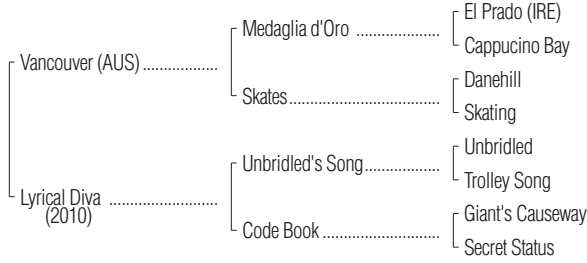 El Prado (IRE)
Medaglia d'Oro ....................
Cappucino Bay
Vancouver (AUS) ..................
Danehill
Skates.....................................
Skating
Unbridled
Unbridled's Song..................
Trolley Song
Lyrical Diva ..........................
(2010)
Giant's Causeway
Code Book .............................
Secret Status